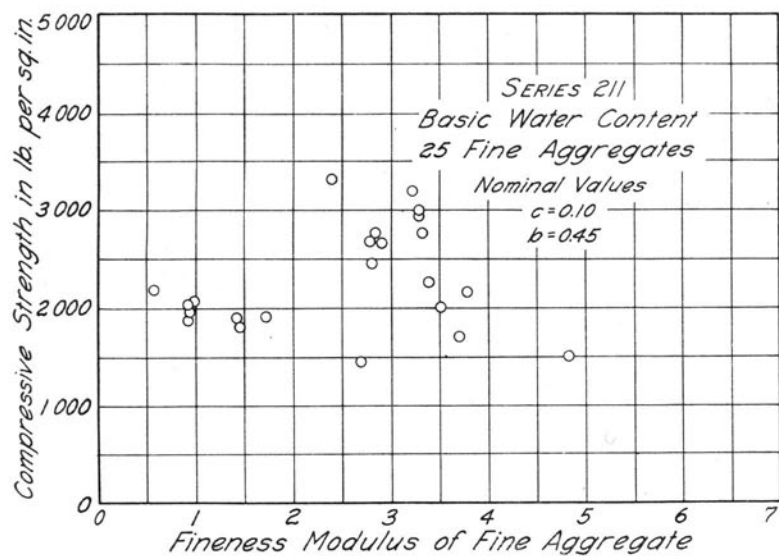 5000
4000
3000
2000
1000
0
Compressive Strength in lb. per sq. in.
SERIES 211
Basic Water Content
25 Fine Aggregates
Nominal Values
c=0.10
b=0.45
0 1 2 3 4 5 6 7
Fineness Modulus of Fine Aggregate